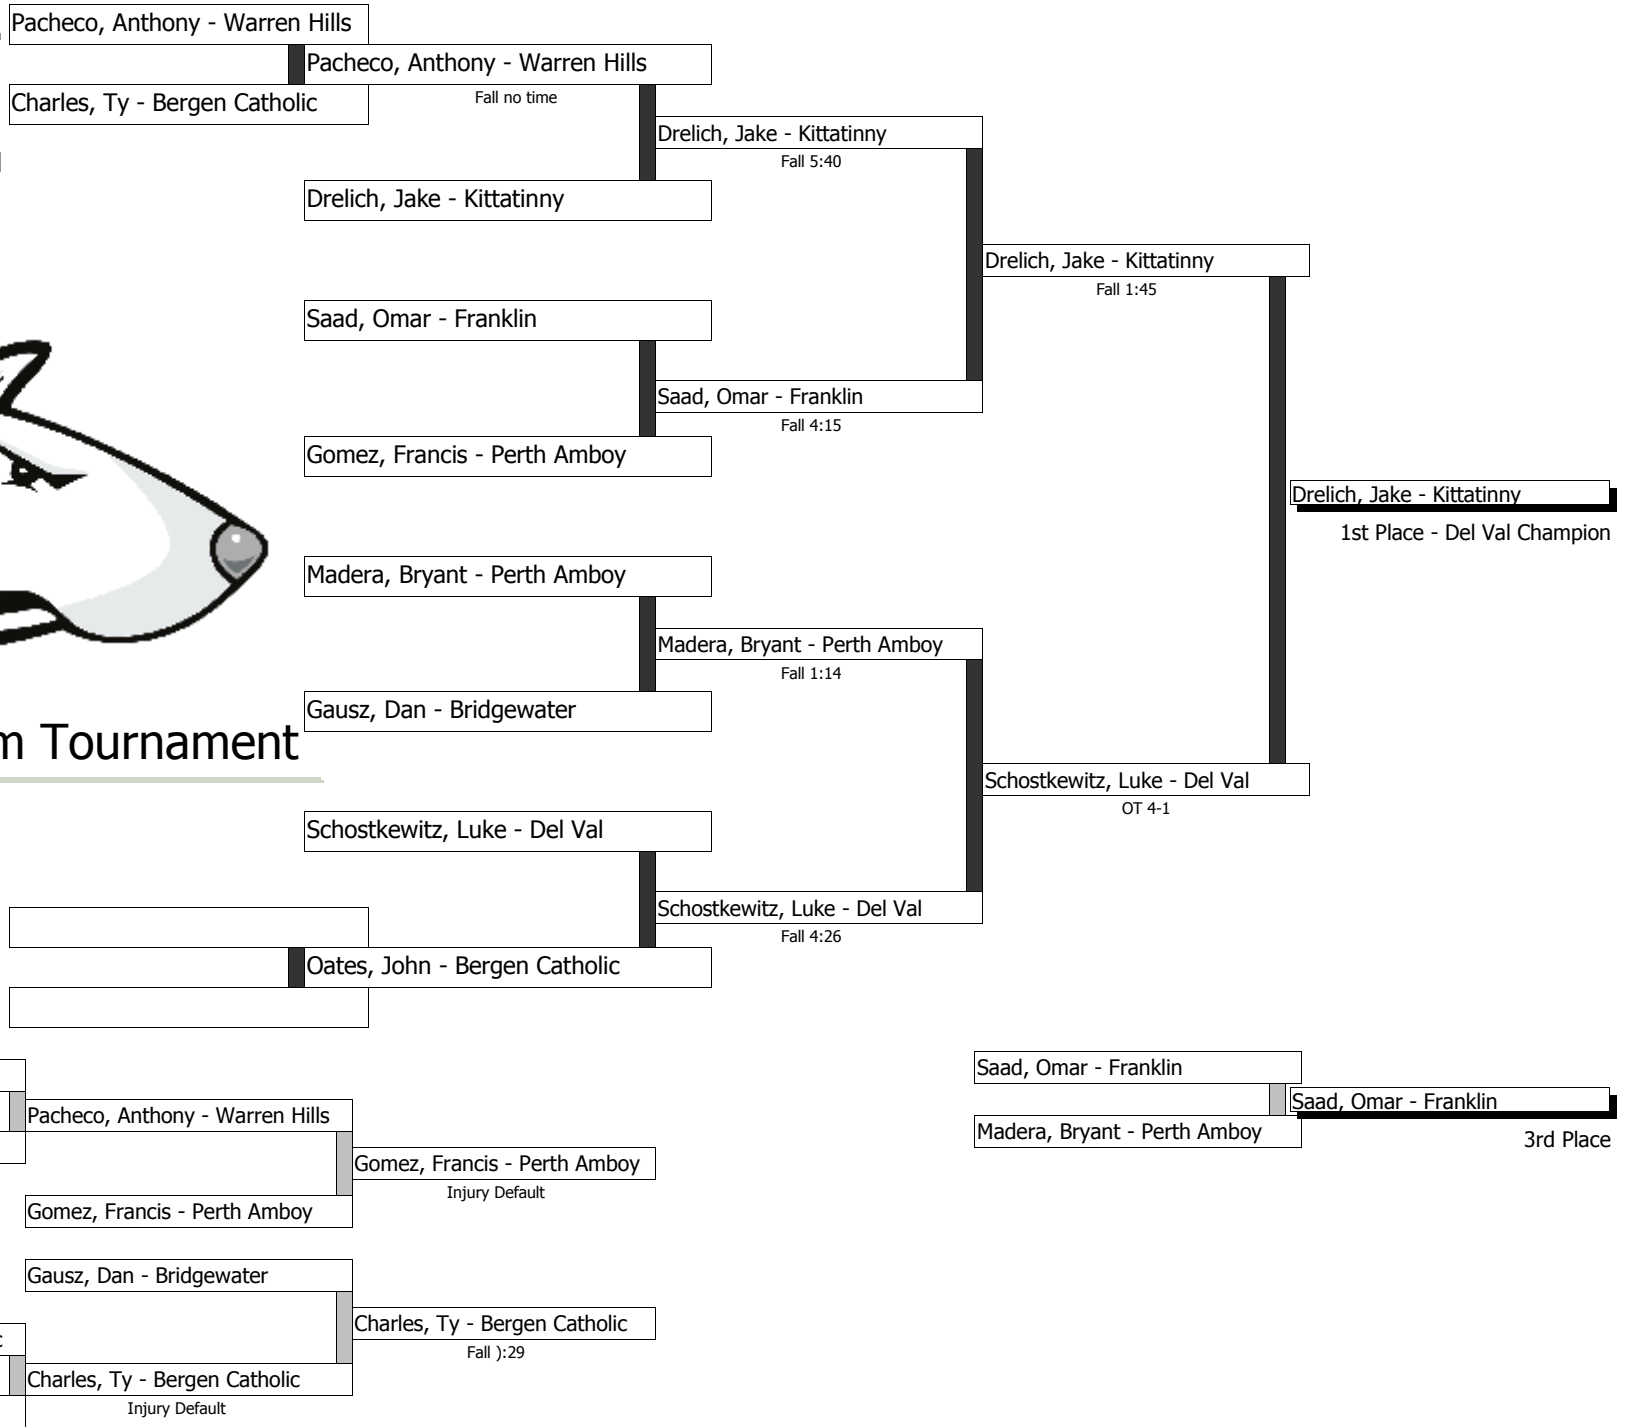 Pacheco, Anthony - Warren Hills
Pacheco, Anthony - Warren Hills
Charles, Ty - Bergen Catholic
Fall no time
Drelich, Jake - Kittatinny
Fall 5:40
Drelich, Jake - Kittatinny
Drelich, Jake - Kittatinny
Fall 1:45
Saad, Omar - Franklin
Saad, Omar - Franklin
Fall 4:15
Gomez, Francis - Perth Amboy
Drelich, Jake - Kittatinny
1st Place - Del Val Champion
Madera, Bryant - Perth Amboy
Madera, Bryant - Perth Amboy
Fall 1:14
Gausz, Dan - Bridgewater
m Tournament
Schostkewitz, Luke - Del Val
OT 4-1
Schostkewitz, Luke - Del Val
Schostkewitz, Luke - Del Val
Fall 4:26
Oates, John - Bergen Catholic
Saad, Omar - Franklin
Saad, Omar - Franklin
Madera, Bryant - Perth Amboy
3rd Place
Pacheco, Anthony - Warren Hills
Gomez, Francis - Perth Amboy
Injury Default
Gomez, Francis - Perth Amboy
Gausz, Dan - Bridgewater
Charles, Ty - Bergen Catholic
Fall ):29
Charles, Ty - Bergen Catholic
Injury Default